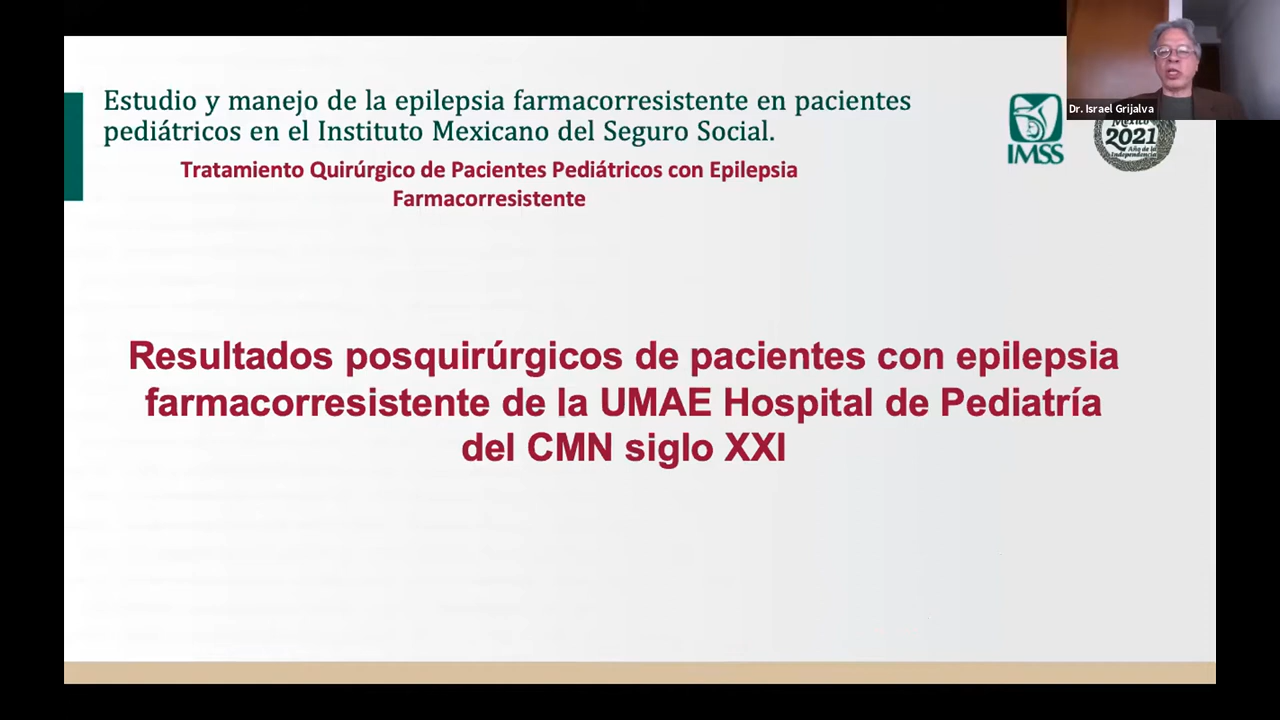 Estudio y manejo de la epilepsia farmacorresistente en pacientes
pediátricos en el Instituto Mexicano del Seguro Social.
Tratamiento Quirúrgico de Pacientes Pediátricos con Epilepsia
Farmacorresistente
Dr. Israel Grijalva
IMSS
México
2021
Año de la
Independencia
Resultados posquirúrgicos de pacientes con epilepsia
farmacorresistente de la UMAE Hospital de Pediatría
del CMN siglo XXI